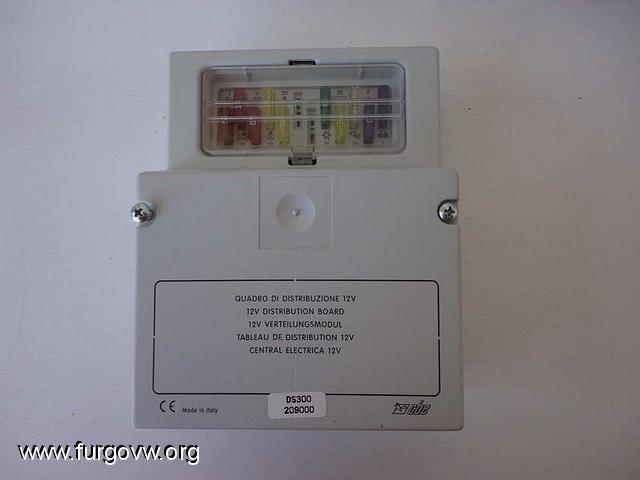 QUADRO DI DISTRIBUZIONE 12V
12V DISTRIBUTION BOARD
12V VERTEILUNGSMODUL
TABLEAU DE DISTRIBUTION 12V
CENTRAL ELECTRICA 12V
CE Made in Italy
DS300
209000
cbe
www.furgovw.org